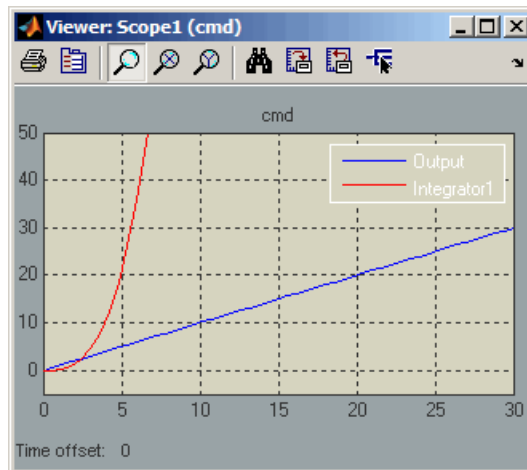 Viewer: Scope1 (cmd)
cmd
50
40
30
20
10
0
Output
Integrator1
0 5 10 15 20 25 30
Time offset: 0